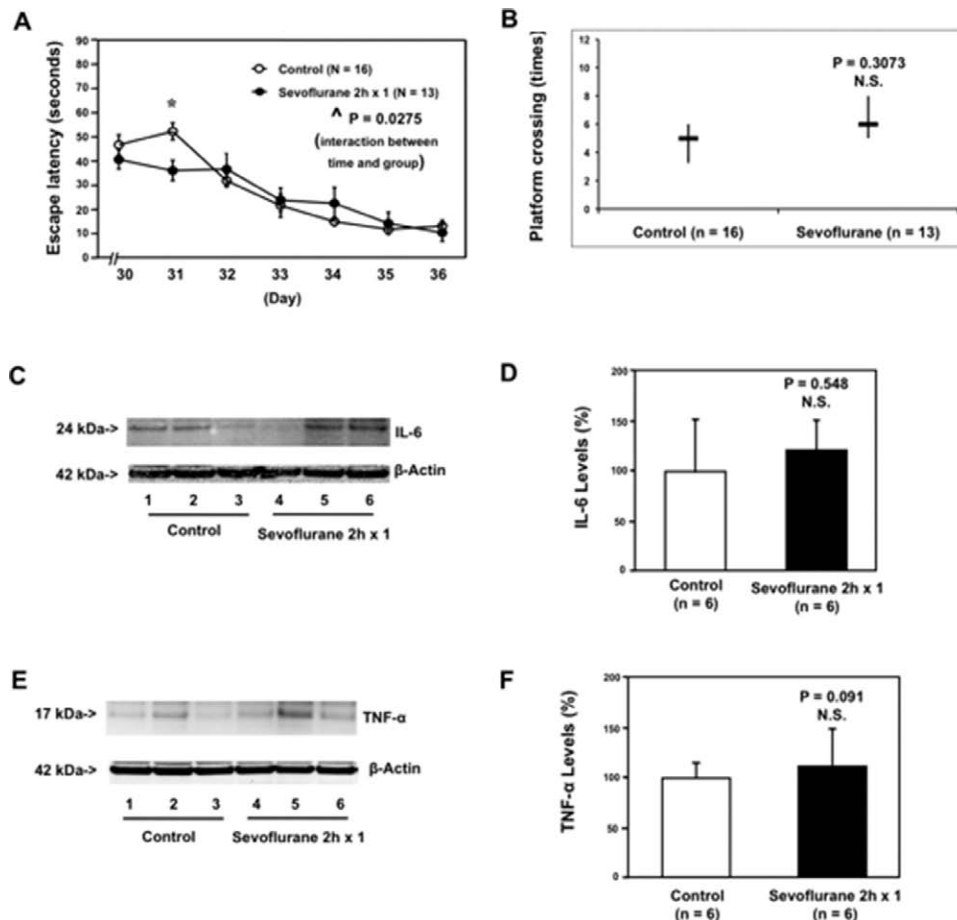 A
90
80
70
60
50
40
30
20
10
0
Escape latency (seconds)
Control (N = 16)
Sevoflurane 2h x 1 (N = 13)
*
^ P = 0.0275
(interaction between
time and group)
30 31 32 33 34 35 36
(Day)
B
12
10
8
6
4
2
0
Platform crossing (times)
P = 0.3073
N.S.
Control (n = 16) Sevoflurane (n = 13)
C
24 kDa-> IL-6
42 kDa-> β-Actin
1 2 3 4 5 6
Control Sevoflurane 2h x 1
D
200
150
100
50
0
IL-6 Levels (%)
P = 0.548
N.S.
Control Sevoflurane 2h x 1
(n = 6) (n = 6)
E
17 kDa-> TNF-α
42 kDa-> β-Actin
1 2 3 4 5 6
Control Sevoflurane 2h x 1
F
200
150
100
50
0
TNF-α Levels (%)
P = 0.091
N.S.
Control Sevoflurane 2h x 1
(n = 6) (n = 6)